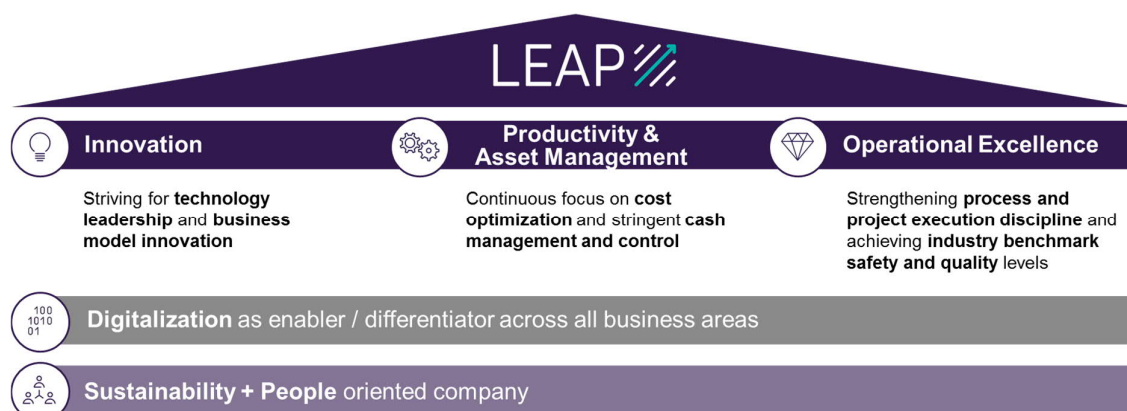 LEAP
Innovation
Striving for technology
leadership and business
model innovation
Productivity &
Asset Management
Continuous focus on cost
optimization and stringent cash
management and control
Operational Excellence
Strengthening process and
project execution discipline and
achieving industry benchmark
safety and quality levels
100
1010
01
Digitalization as enabler / differentiator across all business areas
Sustainability + People oriented company